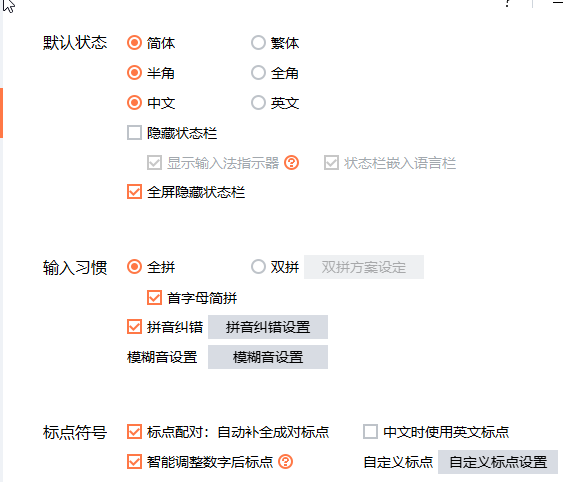 默认状态 简体 繁体
半角 全角
中文 英文
隐藏状态栏
显示输入法指示器 ? 状态栏嵌入语言栏
全屏隐藏状态栏
输入习惯 全拼 双拼 双拼方案设定
首字母简拼
拼音纠错 拼音纠错设置
模糊音设置 模糊音设置
标点符号 标点配对：自动补全成对标点 中文时使用英文标点
智能调整数字后标点 ? 自定义标点 自定义标点设置